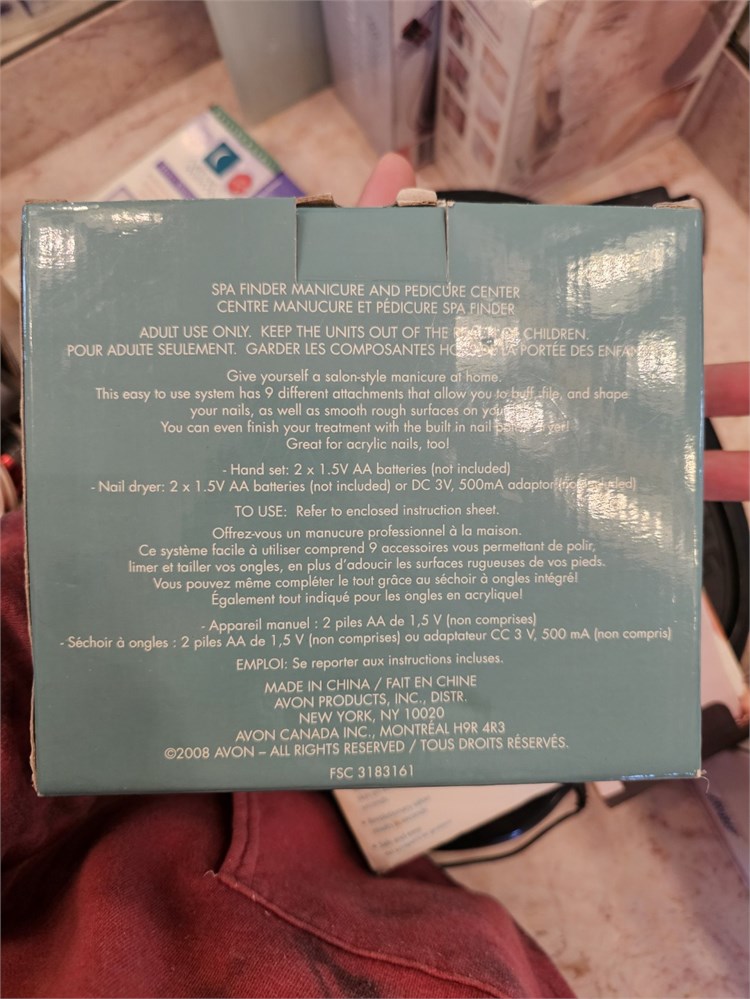 SPA FINDER MANICURE AND PEDICURE CENTER
CENTRE MANUCURE ET PÉDICURE SPA FINDER
ADULT USE ONLY. KEEP THE UNITS OUT OF THE CHILDREN.
POUR ADULTE SEULEMENT. GARDER LES COMPOSANTES LA PORTÉE DES
Give yourself a salon-style manicure at home.
This easy to use system has 9 different attachments that allow you to buff, file, and shape
your nails, as well as smooth rough surfaces on
You can even finish your treatment with the built in nail
Great for acrylic nails, too!
- Hand set: 2 x 1.5V AA batteries (not included)
- Nail dryer: 2 x 1.5V AA batteries (not included) or DC 3V, 500mA adaptor (not included)
TO USE: Refer to enclosed instruction sheet.
Offrez-vous un manucure professionnel à la maison.
Ce système facile à utiliser comprend 9 accessoires vous permettant de polir,
limer et tailler vos ongles, en plus d'adoucir les surfaces rugueuses de vos pieds.
Vous pouvez même compléter le tout grâce au séchoir à ongles intégré!
Également tout indiqué pour les ongles en acrylique!
- Appareil manuel : 2 piles AA de 1,5 V (non comprises)
- Séchoir à ongles : 2 piles AA de 1,5 V (non comprises) ou adaptateur CC 3 V, 500 mA (non compris)
EMPLOI: Se reporter aux instructions incluses.
MADE IN CHINA / FAIT EN CHINE
AVON PRODUCTS, INC., DISTR.
NEW YORK, NY 10020
AVON CANADA INC., MONTRÉAL H9R 4R3
©2008 AVON – ALL RIGHTS RESERVED / TOUS DROITS RÉSERVÉS.
FSC 3183161